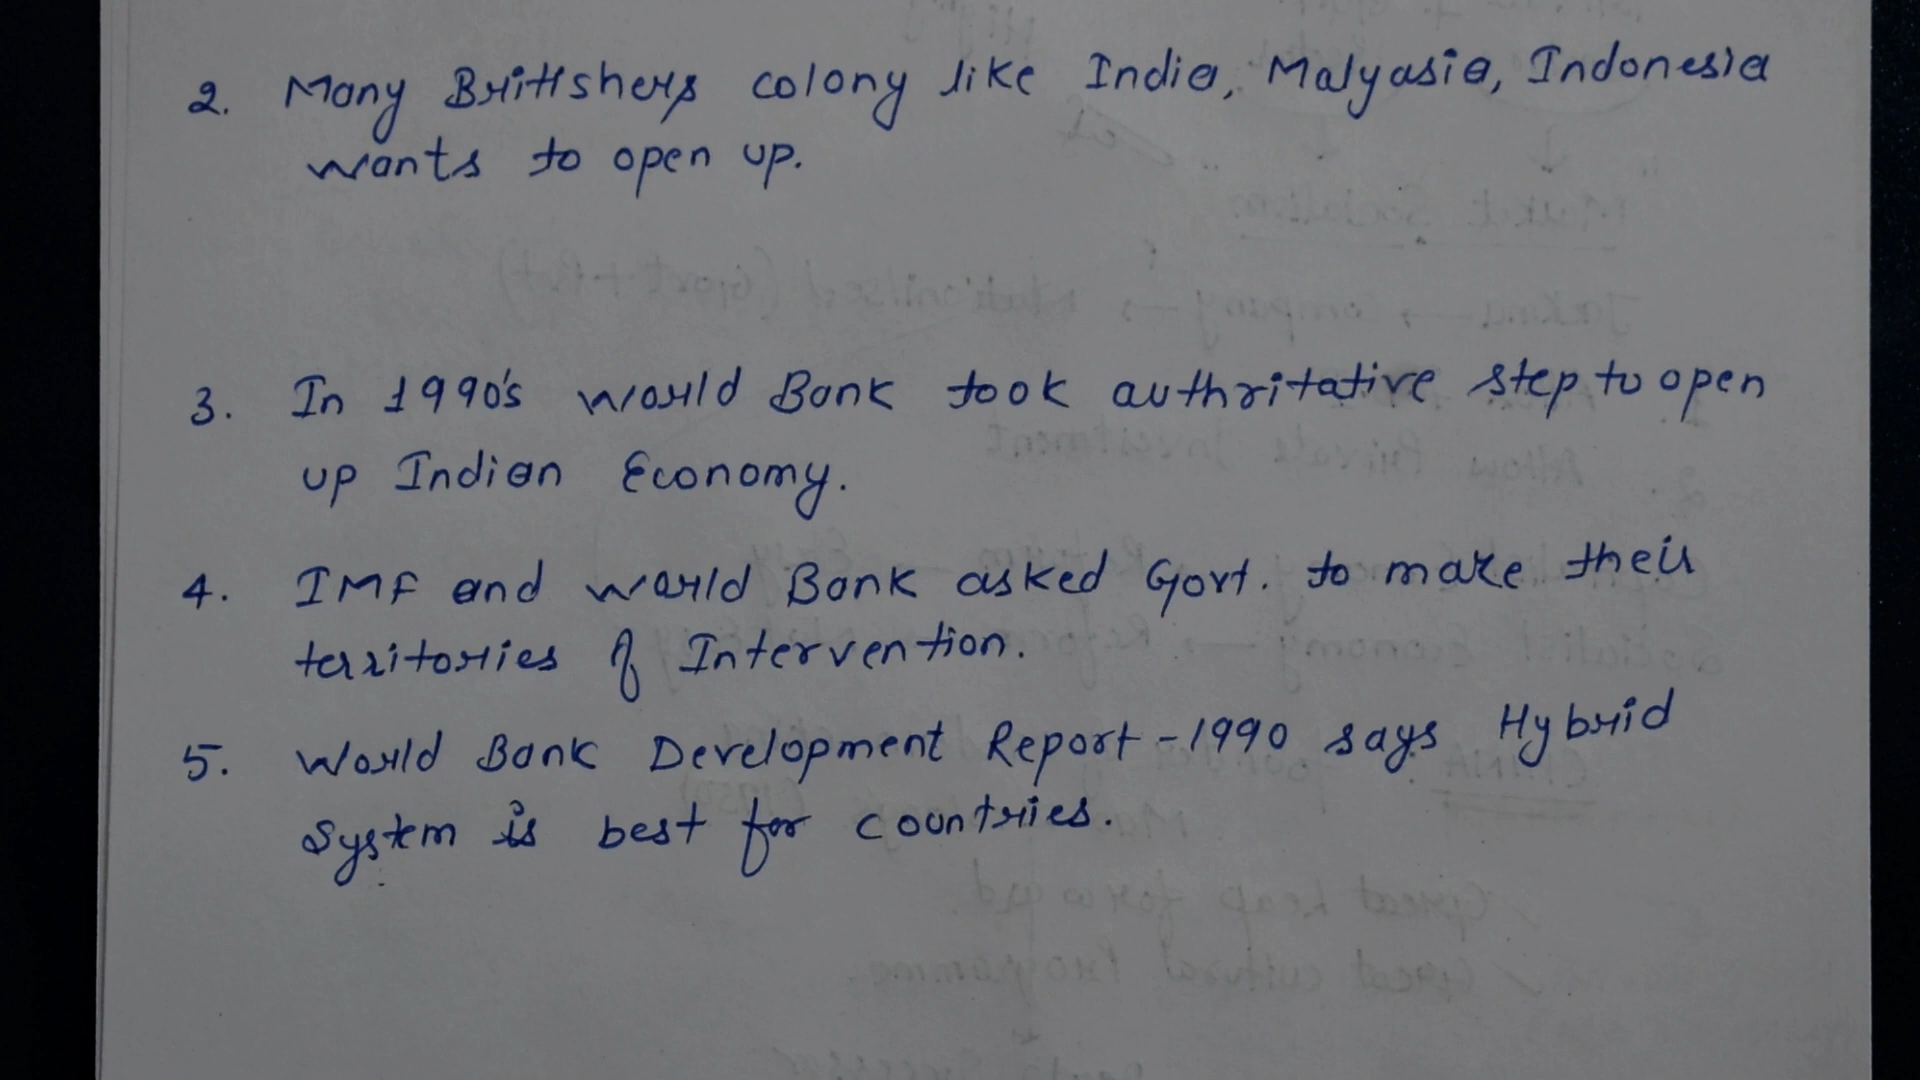 2. Many Brittshers colony like India, Malyasia, Indonesia
wants to open up.
3. In 1990's world Bank took authritative step to open
up Indian Economy.
4. IMF and world Bank asked Govt. to make their
territories of Intervention.
5. World Bank Development Report - 1990 says Hybrid
System is best for countries.